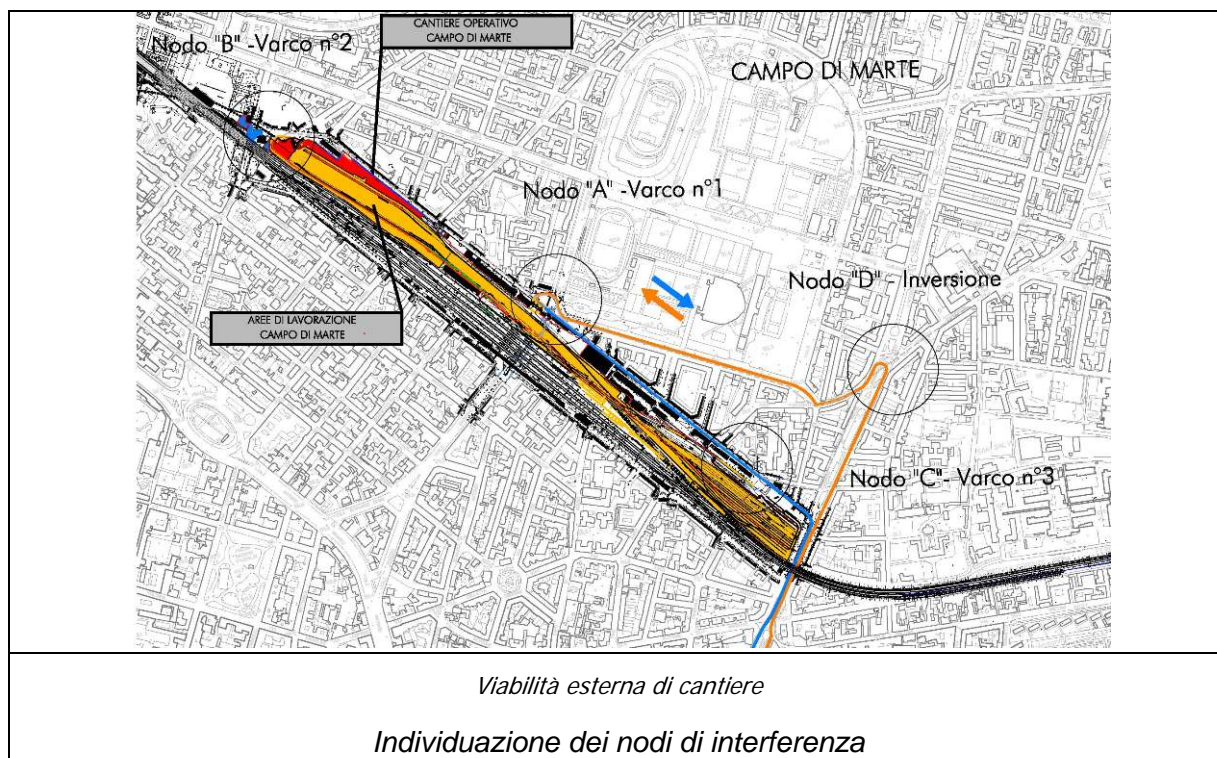 CANTIERE OPERATIVO
CAMPO DI MARTE
Nodo "B" -Varco n°2
CAMPO DI MARTE
Nodo "A" -Varco n°1
Nodo "D" - Inversione
AREE DI LAVORAZIONE
CAMPO DI MARTE
Nodo "C"- Varco n°3
Viabilità esterna di cantiere
Individuazione dei nodi di interferenza